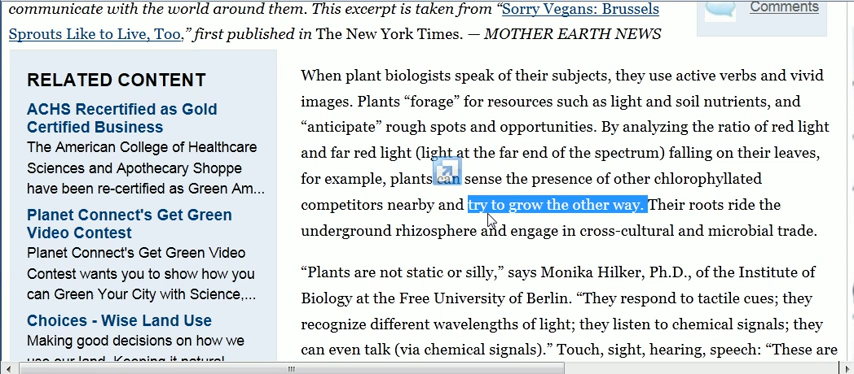 communicate with the world around them. This excerpt is taken from “Sorry Vegans: Brussels
Sprouts Like to Live, Too,” first published in The New York Times. — MOTHER EARTH NEWS
Comments
RELATED CONTENT
ACHS Recertified as Gold
Certified Business
The American College of Healthcare
Sciences and Apothecary Shoppe
have been re-certified as Green Am...
Planet Connect's Get Green
Video Contest
Planet Connect's Get Green Video
Contest wants you to show how you
can Green Your City with Science,...
Choices - Wise Land Use
Making good decisions on how we
use our land. Keeping it natural
When plant biologists speak of their subjects, they use active verbs and vivid
images. Plants “forage” for resources such as light and soil nutrients, and
“anticipate” rough spots and opportunities. By analyzing the ratio of red light
and far red light (light at the far end of the spectrum) falling on their leaves,
for example, plants can sense the presence of other chlorophyllated
competitors nearby and try to grow the other way. Their roots ride the
underground rhizosphere and engage in cross-cultural and microbial trade.
“Plants are not static or silly,” says Monika Hilker, Ph.D., of the Institute of
Biology at the Free University of Berlin. “They respond to tactile cues; they
recognize different wavelengths of light; they listen to chemical signals; they
can even talk (via chemical signals).” Touch, sight, hearing, speech: “These are